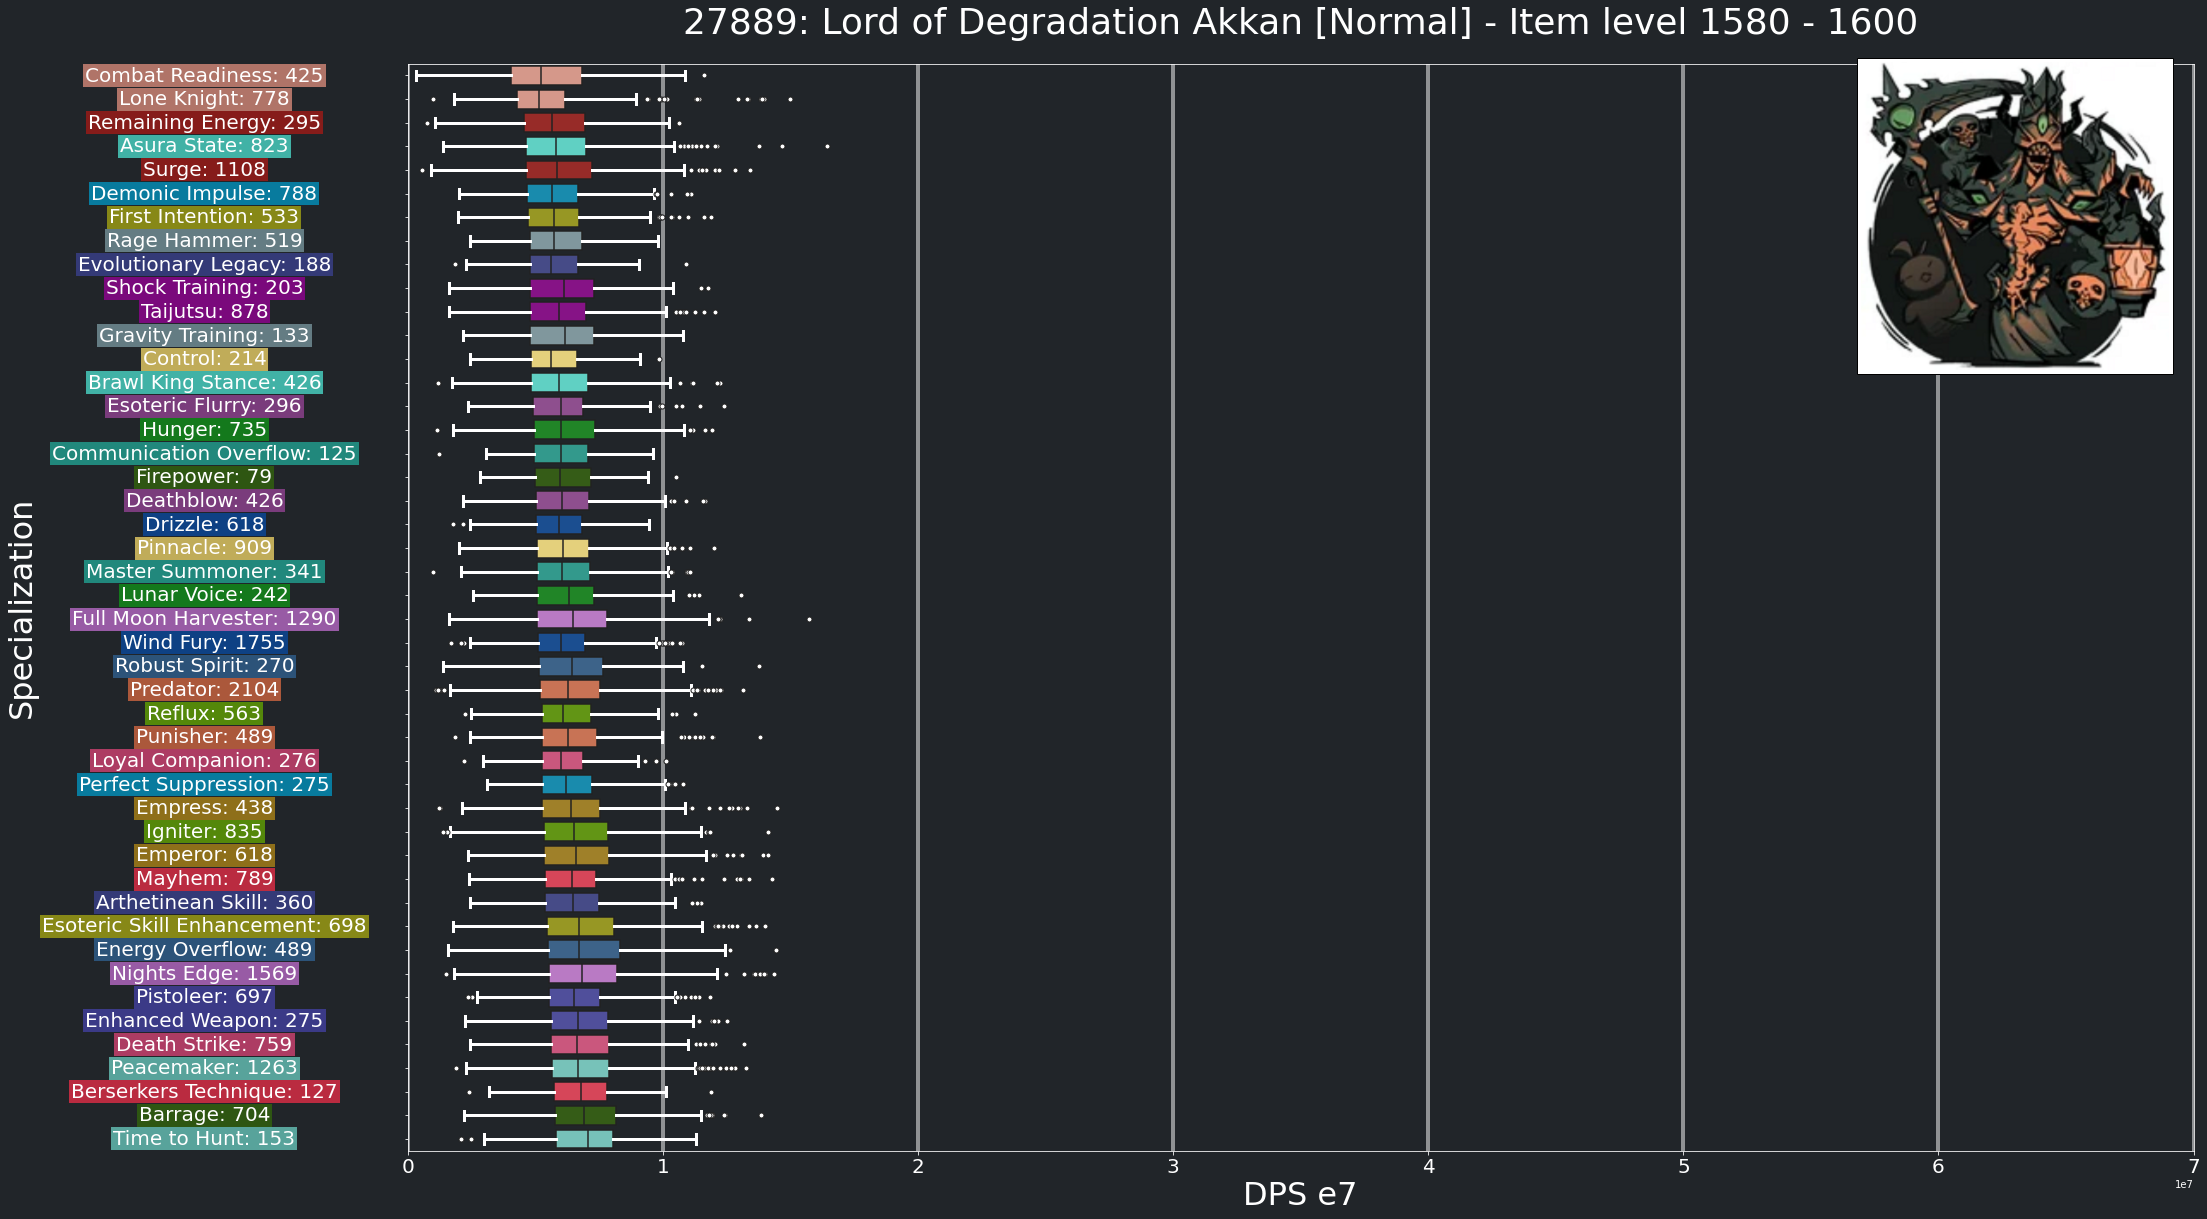 27889: Lord of Degradation Akkan [Normal] - Item level 1580 - 1600
Combat Readiness: 425
Lone Knight: 778
Remaining Energy: 295
Asura State: 823
Surge: 1108
Demonic Impulse: 788
First Intention: 533
Rage Hammer: 519
Evolutionary Legacy: 188
Shock Training: 203
Taijutsu: 878
Gravity Training: 133
Control: 214
Brawl King Stance: 426
Esoteric Flurry: 296
Hunger: 735
Communication Overflow: 125
Firepower: 79
Deathblow: 426
Drizzle: 618
Pinnacle: 909
Master Summoner: 341
Lunar Voice: 242
Full Moon Harvester: 1290
Wind Fury: 1755
Robust Spirit: 270
Predator: 2104
Reflux: 563
Punisher: 489
Loyal Companion: 276
Perfect Suppression: 275
Empress: 438
Igniter: 835
Emperor: 618
Mayhem: 789
Arthetinean Skill: 360
Esoteric Skill Enhancement: 698
Energy Overflow: 489
Nights Edge: 1569
Pistoleer: 697
Enhanced Weapon: 275
Death Strike: 759
Peacemaker: 1263
Berserkers Technique: 127
Barrage: 704
Time to Hunt: 153
Specialization
0 1 2 3 4 5 6 7
1e7
DPS e7